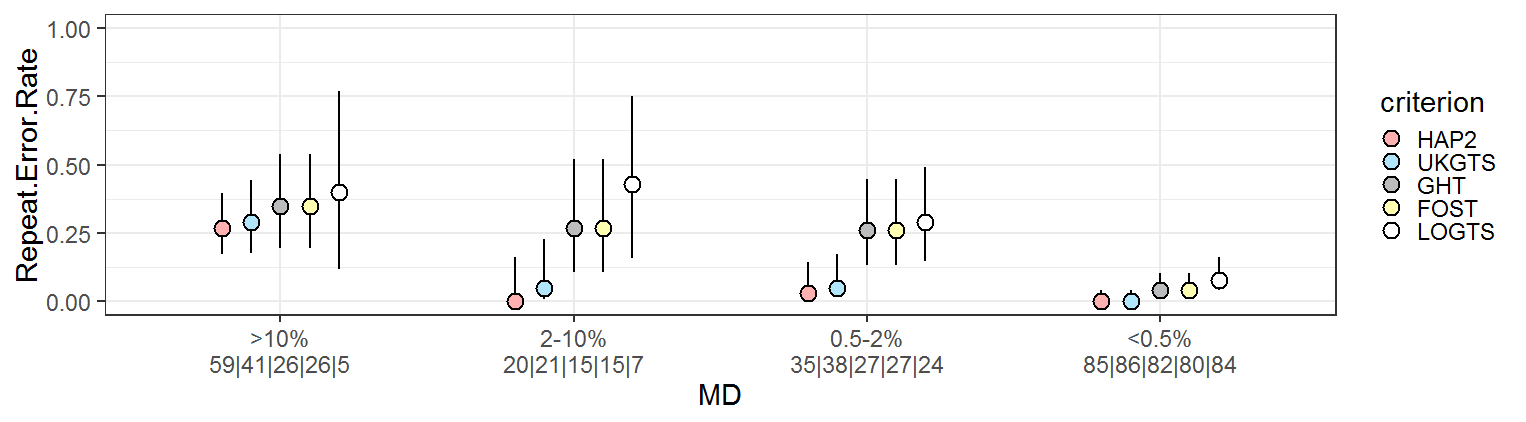 1.00
0.75
0.50
0.25
0.00
Repeat.Error.Rate
>10%
59|41|26|26|5
2-10%
20|21|15|15|7
0.5-2%
35|38|27|27|24
<0.5%
85|86|82|80|84
MD
criterion
HAP2
UKGTS
GHT
FOST
LOGTS